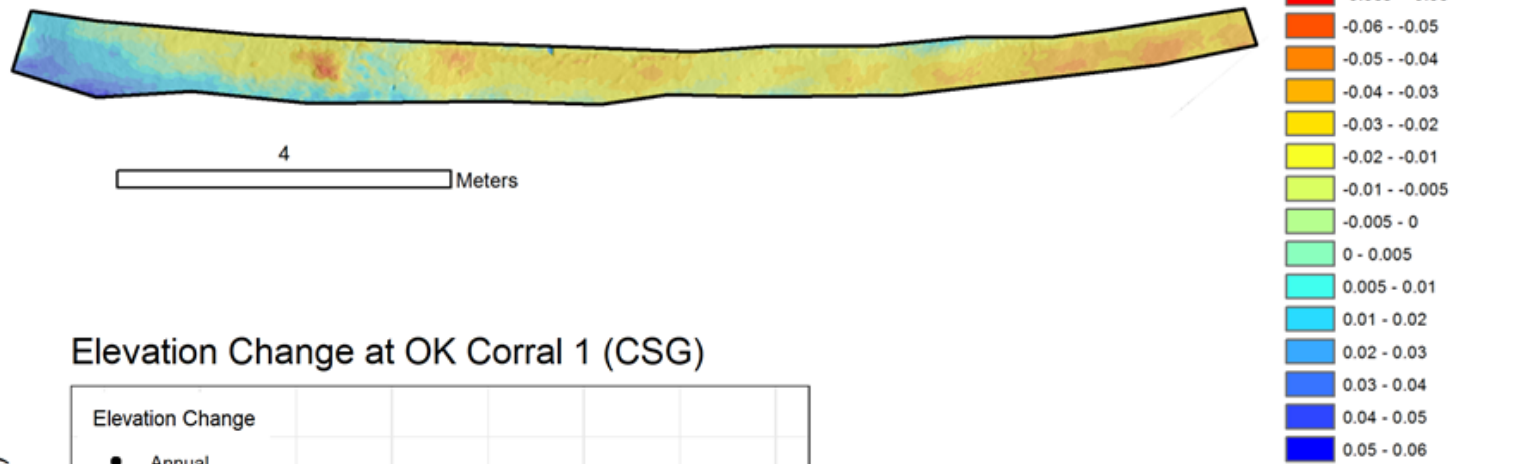 -0.06 - -0.05
-0.05 - -0.04
-0.04 - -0.03
-0.03 - -0.02
-0.02 - -0.01
-0.01 - -0.005
-0.005 - 0
0 - 0.005
0.005 - 0.01
0.01 - 0.02
0.02 - 0.03
0.03 - 0.04
0.04 - 0.05
0.05 - 0.06
4
Meters
Elevation Change at OK Corral 1 (CSG)
Elevation Change
Annual